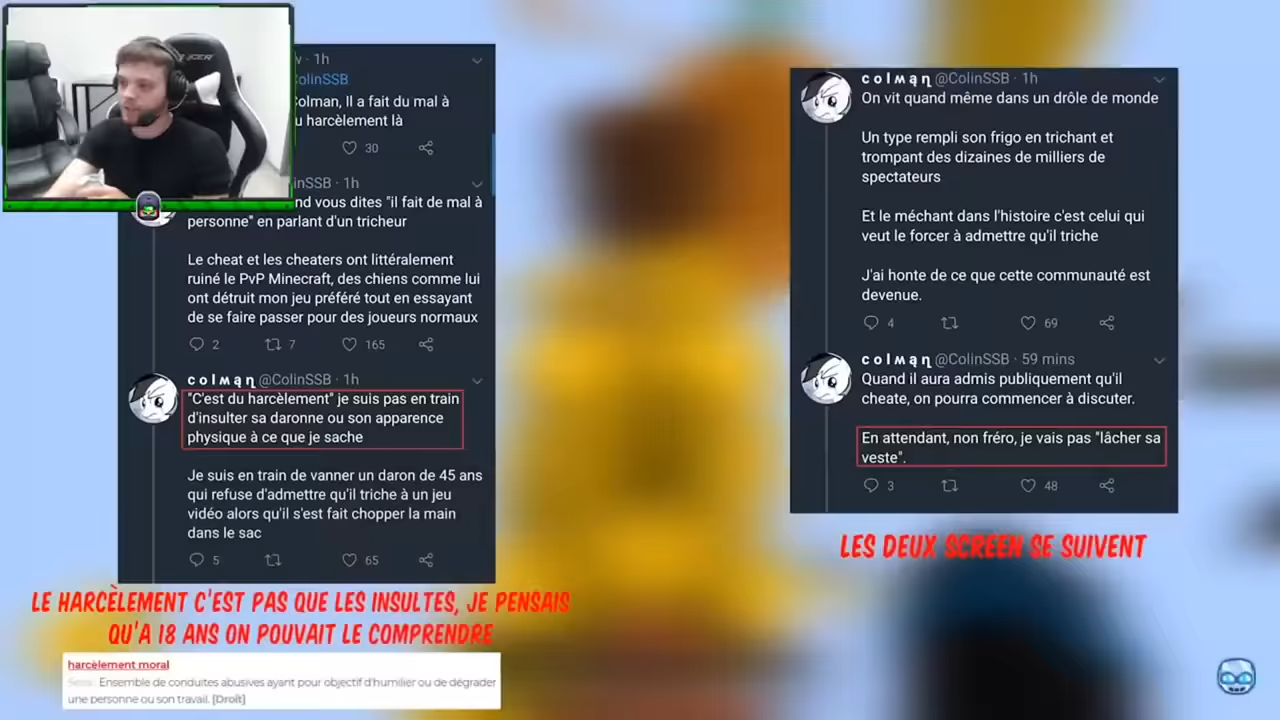 · 1h
ColinSSB
Colman, Il a fait du mal à
harcèlement là
30
inSSB · 1h
nd vous dites "il fait de mal à
personne" en parlant d'un tricheur
Le cheat et les cheaters ont littéralement
ruiné le PvP Minecraft, des chiens comme lui
ont détruit mon jeu préféré tout en essayant
de se faire passer pour des joueurs normaux
2 7 165
colmaη @ColinSSB · 1h
"C'est du harcèlement" je suis pas en train
d'insulter sa daronne ou son apparence
physique à ce que je sache
Je suis en train de vanner un daron de 45 ans
qui refuse d'admettre qu'il triche à un jeu
vidéo alors qu'il s'est fait chopper la main
dans le sac
5 65
LE HARCÈLEMENT C'EST PAS QUE LES INSULTES, JE PENSAIS
QU'A 18 ANS ON POUVAIT LE COMPRENDRE
harcèlement moral
Sens : Ensemble de conduites abusives ayant pour objectif d'humilier ou de dégrader
une personne ou son travail. [Droit]
colmaη @ColinSSB · 1h
On vit quand même dans un drôle de monde
Un type rempli son frigo en trichant et
trompant des dizaines de milliers de
spectateurs
Et le méchant dans l'histoire c'est celui qui
veut le forcer à admettre qu'il triche
J'ai honte de ce que cette communauté est
devenue.
4 69
colmaη @ColinSSB · 59 mins
Quand il aura admis publiquement qu'il
cheate, on pourra commencer à discuter.
En attendant, non fréro, je vais pas "lâcher sa
veste".
3 48
LES DEUX SCREEN SE SUIVENT